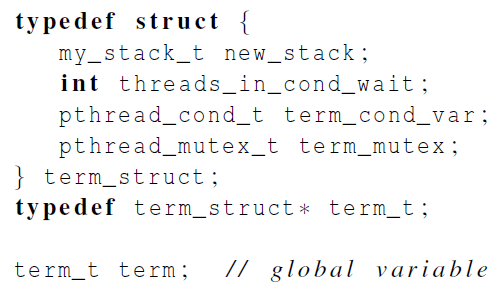 typedef struct {
my_stack_t new_stack;
int threads_in_cond_wait;
pthread_cond_t term_cond_var;
pthread_mutex_t term_mutex;
} term_struct;
typedef term_struct* term_t;
term_t term; // global variable